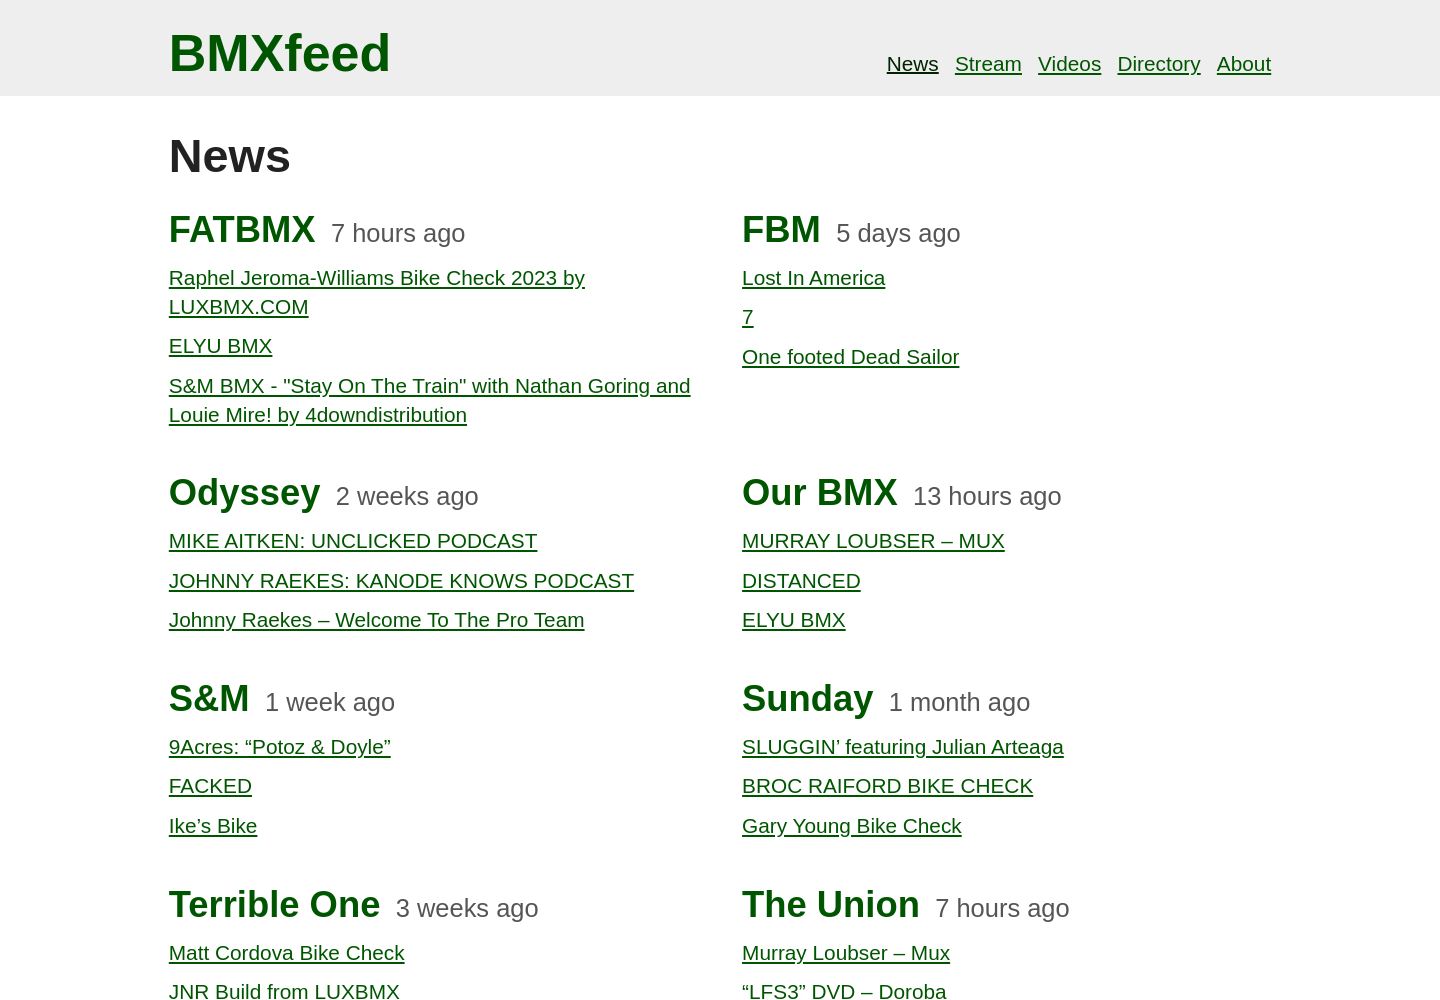 BMXfeed
News Stream Videos Directory About
News
FATBMX 7 hours ago
Raphel Jeroma-Williams Bike Check 2023 by
LUXBMX.COM
ELYU BMX
S&M BMX - "Stay On The Train" with Nathan Goring and
Louie Mire! by 4downdistribution
FBM 5 days ago
Lost In America
7
One footed Dead Sailor
Odyssey 2 weeks ago
MIKE AITKEN: UNCLICKED PODCAST
JOHNNY RAEKES: KANODE KNOWS PODCAST
Johnny Raekes – Welcome To The Pro Team
Our BMX 13 hours ago
MURRAY LOUBSER – MUX
DISTANCED
ELYU BMX
S&M 1 week ago
9Acres: “Potoz & Doyle”
FACKED
Ike’s Bike
Sunday 1 month ago
SLUGGIN’ featuring Julian Arteaga
BROC RAIFORD BIKE CHECK
Gary Young Bike Check
Terrible One 3 weeks ago
Matt Cordova Bike Check
JNR Build from LUXBMX
The Union 7 hours ago
Murray Loubser – Mux
“LFS3” DVD – Doroba